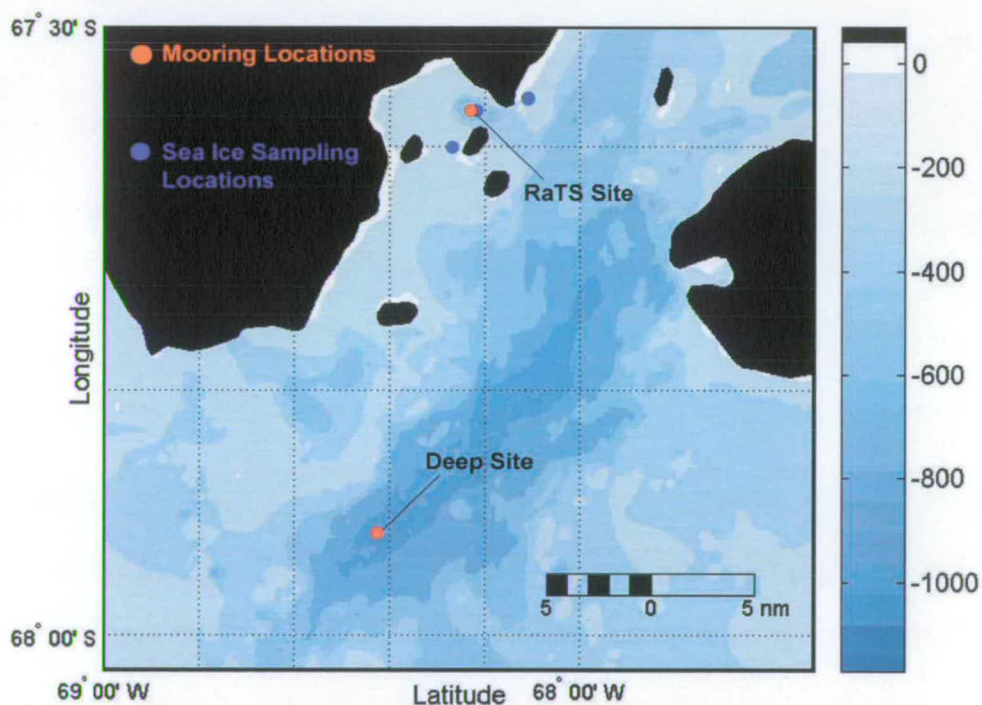 67° 30' S
Mooring Locations
Sea Ice Sampling
Locations
RaTS Site
Longitude
Deep Site
5 0 5 nm
68° 00' S
69° 00' W
Latitude
68° 00' W
0
-200
-400
-600
-800
-1000